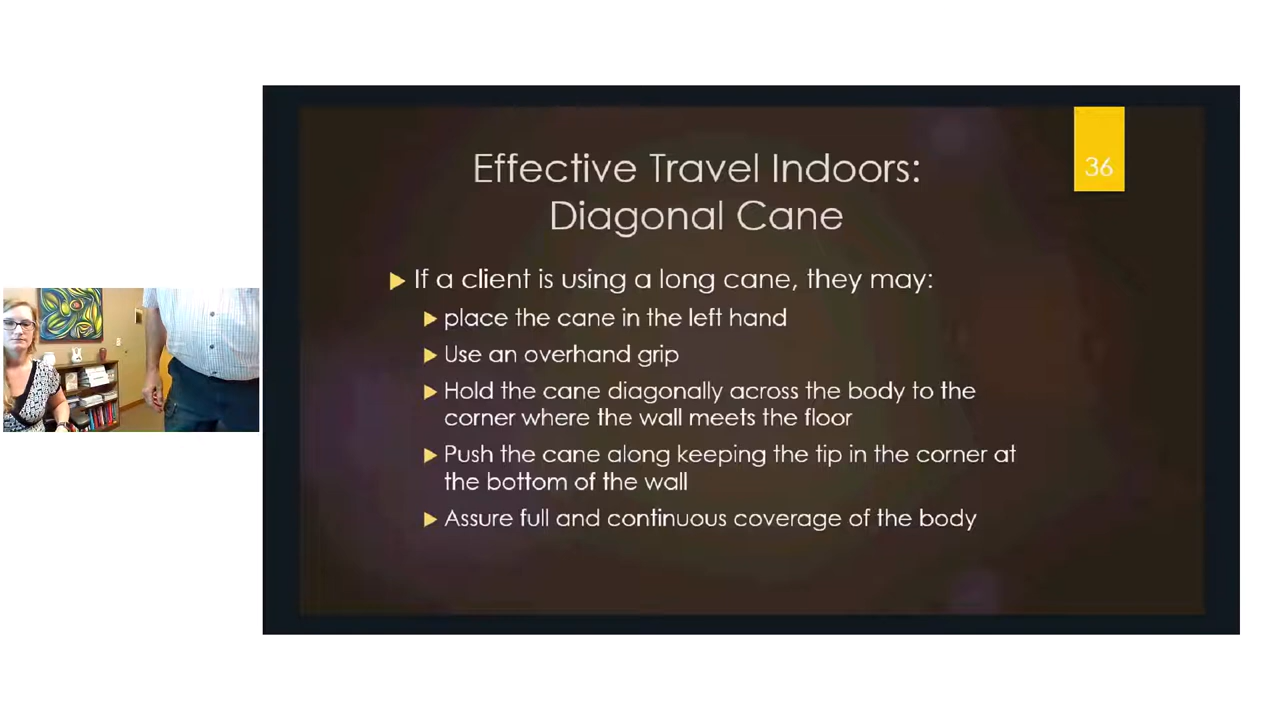 36
Effective Travel Indoors:
Diagonal Cane
If a client is using a long cane, they may:
place the cane in the left hand
Use an overhand grip
Hold the cane diagonally across the body to the
corner where the wall meets the floor
Push the cane along keeping the tip in the corner at
the bottom of the wall
Assure full and continuous coverage of the body